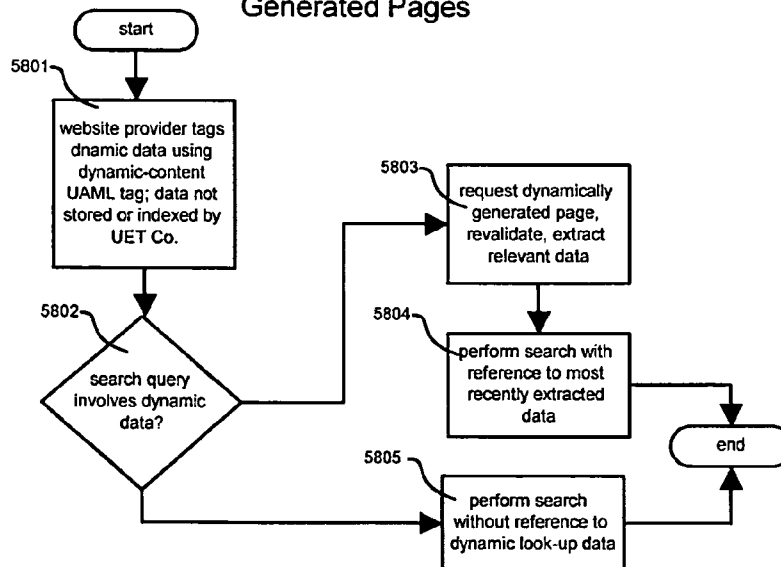 Generated Pages
start
5801
website provider tags
dnamic data using
dynamic-content
UAML tag; data not
stored or indexed by
UET Co.
5802
search query
involves dynamic
data?
5803
request dynamically
generated page,
revalidate, extract
relevant data
5804
perform search with
reference to most
recently extracted
data
5805
perform search
without reference to
dynamic look-up data
end